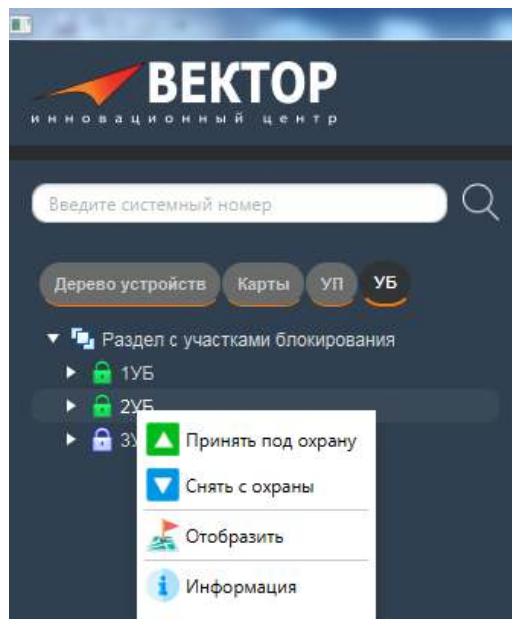 ВЕКТОР
инновационный центр
Введите системный номер
Дерево устройств Карты УП УБ
Раздел с участками блокирования
1УБ
2УБ
Принять под охрану
Снять с охраны
Отобразить
Информация